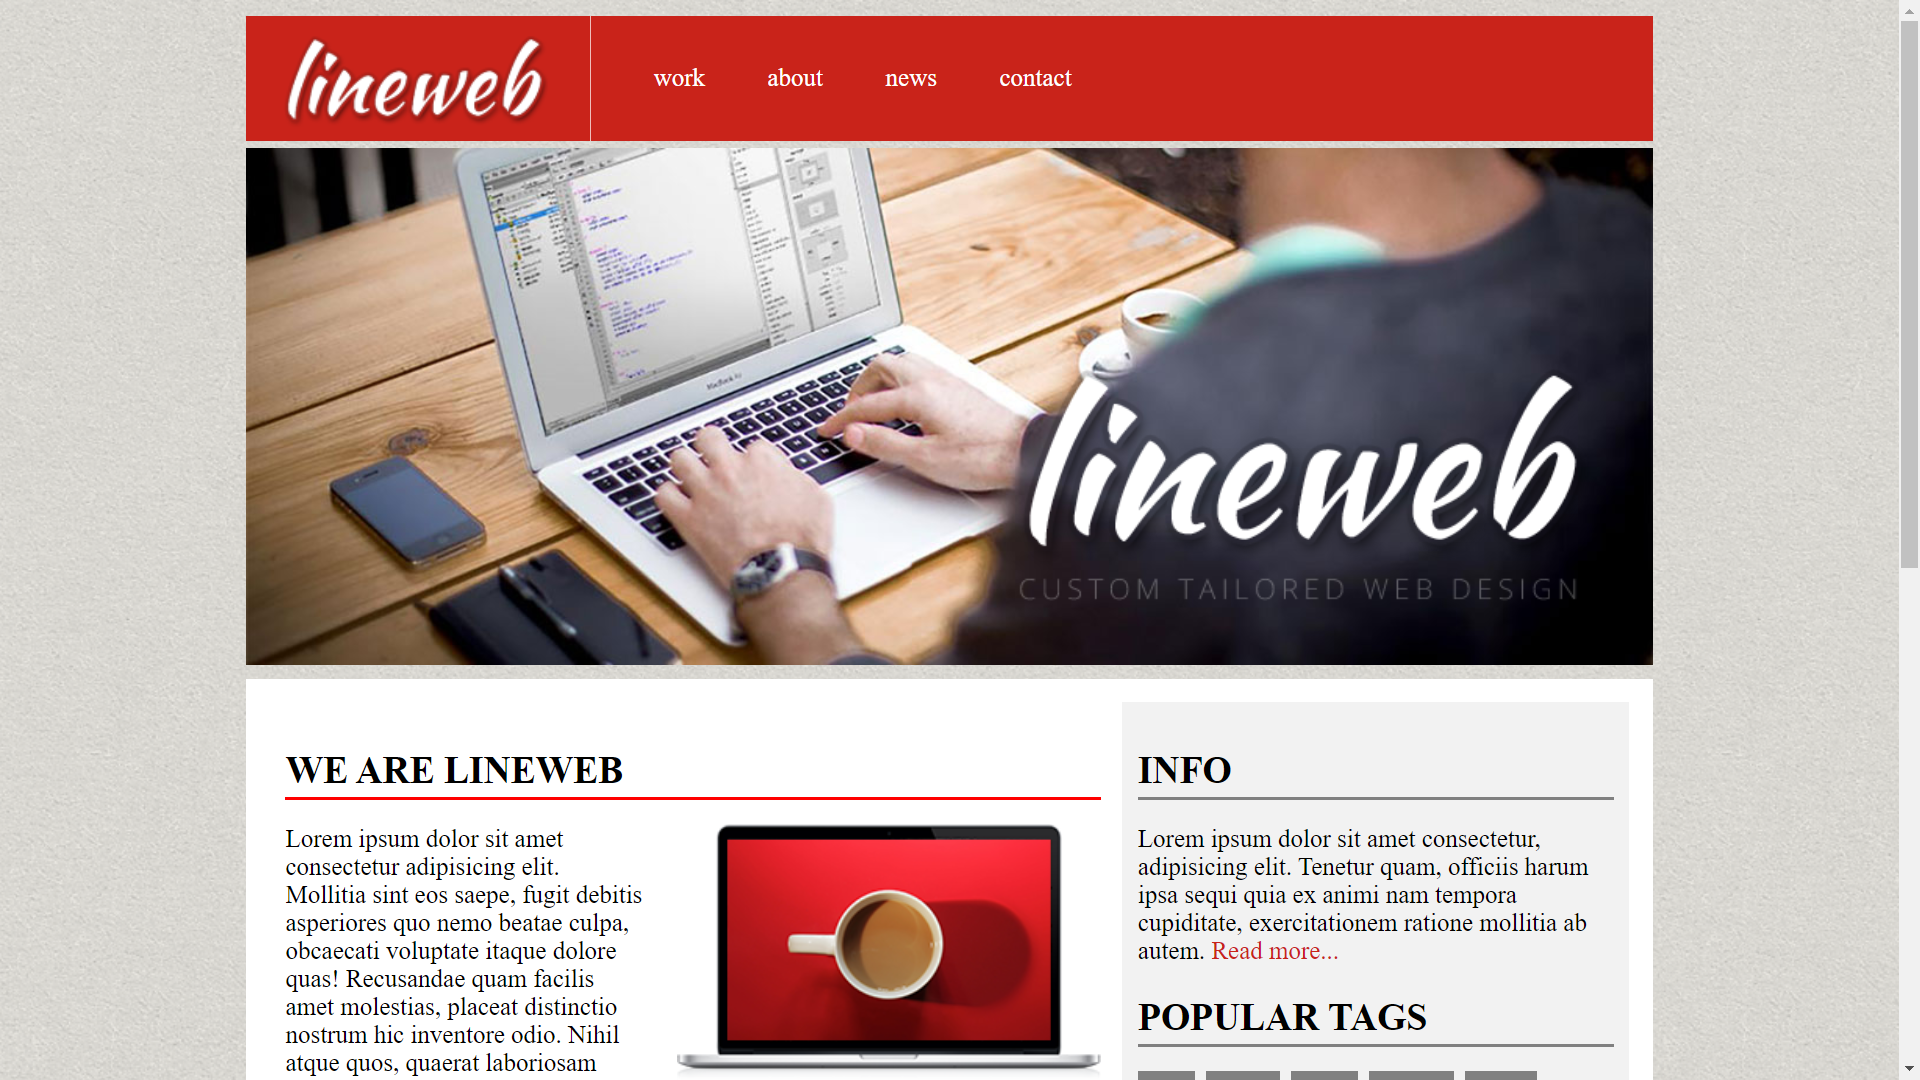 lineweb
work
about
news
contact
lineweb
CUSTOM TAILORED WEB DESIGN
WE ARE LINEWEB
Lorem ipsum dolor sit amet
consectetur adipisicing elit.
Mollitia sint eos saepe, fugit debitis
asperiores quo nemo beatae culpa,
obcaecati voluptate itaque dolore
quas! Recusandae quam facilis
amet molestias, placeat distinctio
nostrum hic inventore odio. Nihil
atque quos, quaerat laboriosam
INFO
Lorem ipsum dolor sit amet consectetur,
adipisicing elit. Tenetur quam, officiis harum
ipsa sequi quia ex animi nam tempora
cupiditate, exercitationem ratione mollitia ab
autem. Read more...
POPULAR TAGS